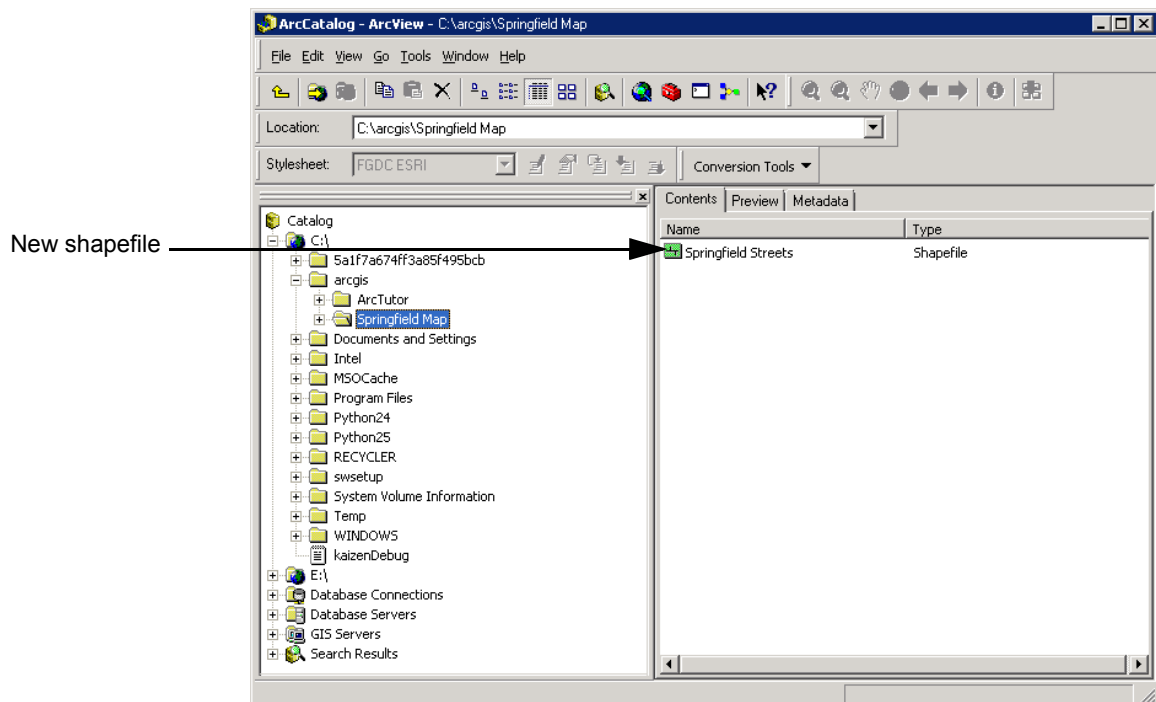 ArcCatalog - ArcView - C:\arcgis\Springfield Map
File Edit View Go Tools Window Help
Location: C:\arcgis\Springfield Map
Stylesheet: FGDC ESRI Conversion Tools
Contents Preview Metadata
Name Type
Springfield Streets Shapefile
New shapefile
Catalog
C:\
5a1f7a674ff3a85f495bcb
arcgis
ArcTutor
Springfield Map
Documents and Settings
Intel
MSOCache
Program Files
Python24
Python25
RECYCLER
swsetup
System Volume Information
Temp
WINDOWS
kaizenDebug
E:\
Database Connections
Database Servers
GIS Servers
Search Results